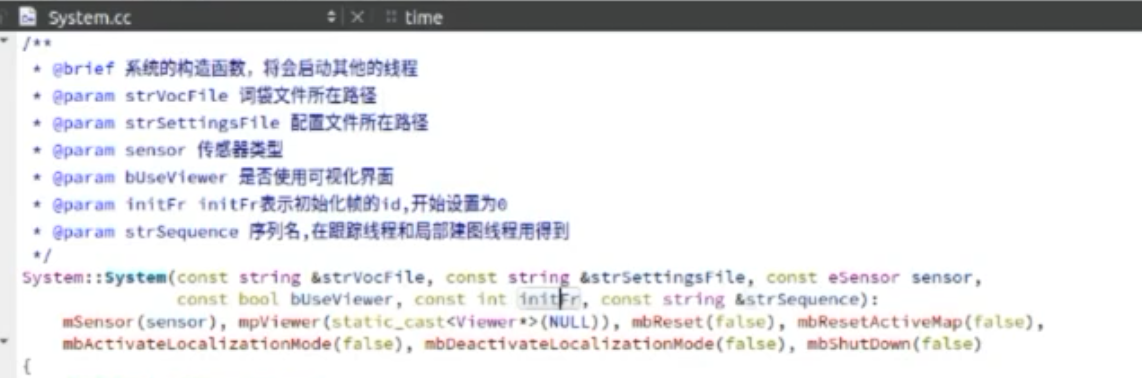 System.cc time
/**
* @brief 系统的构造函数，将会启动其他的线程
* @param strVocFile 词袋文件所在路径
* @param strSettingsFile 配置文件所在路径
* @param sensor 传感器类型
* @param bUseViewer 是否使用可视化界面
* @param initFr initFr表示初始化帧的id,开始设置为0
* @param strSequence 序列名,在跟踪线程和局部建图线程用得到
*/
System::System(const string &strVocFile, const string &strSettingsFile, const eSensor sensor,
const bool bUseViewer, const int initFr, const string &strSequence):
mSensor(sensor), mpViewer(static_cast<Viewer*>(NULL)), mbReset(false), mbResetActiveMap(false),
mbActivateLocalizationMode(false), mbDeactivateLocalizationMode(false), mbShutDown(false)
{